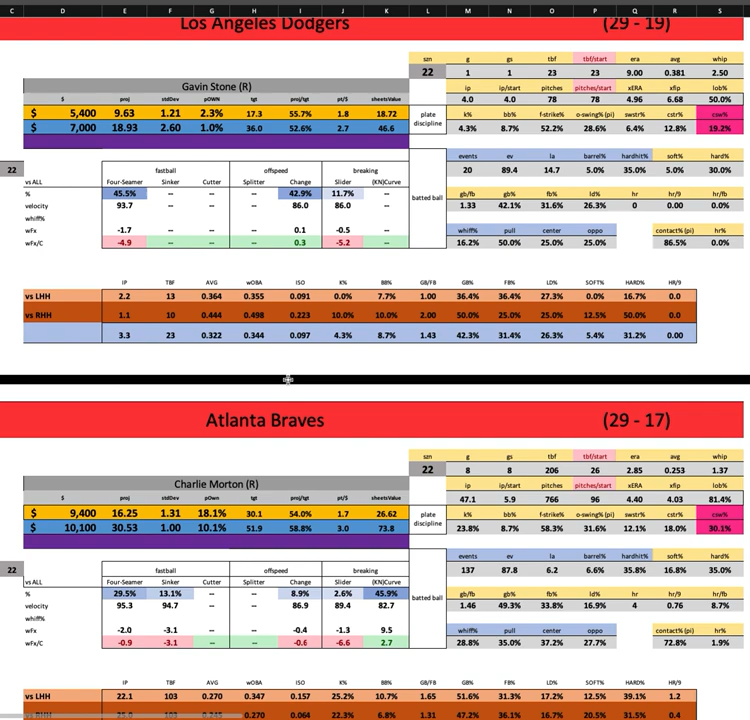 C D E F G H I J K L M N O P Q R S
Los Angeles Dodgers (29 - 19)
szn g gs tbf tbf/start era avg whip
22 1 1 23 23 9.00 0.381 2.50
Gavin Stone (R) ip ip/start pitches pitches/start xERA xfip lob%
$ proj stdDev pOWN tgt proj/tgt pt/$ sheetsValue 4.0 4.0 78 78 4.96 6.68 50.0%
$ 5,400 9.63 1.21 2.3% 17.3 55.7% 1.8 18.72 plate discipline k% bb% f-strike% o-swing% (pi) swstr% cstr% csw%
$ 7,000 18.93 2.60 1.0% 36.0 52.6% 2.7 46.6 4.3% 8.7% 52.2% 28.6% 6.4% 12.8% 19.2%
events ev la barrel% hardhit% soft% hard%
22 fastball offspeed breaking 20 89.4 14.7 5.0% 35.0% 5.0% 30.0%
vs ALL Four-Seamer Sinker Cutter Splitter Change Slider (KN)Curve
% 45.5% -- -- -- 42.9% 11.7% -- batted ball gb/fb gb% fb% ld% hr hr/9 hr/fb
velocity 93.7 86.0 86.0 1.33 42.1% 31.6% 26.3% 0 0.00 0.0%
whiff%
wFx -1.7 -- -- -- 0.1 -0.5 -- whiff% pull center oppo contact% (pi) hr%
wFx/C -4.9 -- -- -- 0.3 -5.2 -- 16.2% 50.0% 25.0% 25.0% 86.5% 0.0%
IP TBF AVG wOBA ISO K% BB% GB/FB GB% FB% LD% SOFT% HARD% HR/9
vs LHH 2.2 13 0.364 0.355 0.091 0.0% 7.7% 1.00 36.4% 36.4% 27.3% 0.0% 16.7% 0.0
vs RHH 1.1 10 0.444 0.498 0.223 10.0% 10.0% 2.00 50.0% 25.0% 25.0% 12.5% 50.0% 0.0
3.3 23 0.322 0.344 0.097 4.3% 8.7% 1.43 42.3% 31.4% 26.3% 5.4% 31.2% 0.00
Atlanta Braves (29 - 17)
szn g gs tbf tbf/start era avg whip
22 8 8 206 26 2.85 0.253 1.37
Charlie Morton (R) ip ip/start pitches pitches/start xERA xfip lob%
$ proj stdDev pOwn tgt proj/tgt pt/$ sheetsValue 47.1 5.9 766 96 4.40 4.03 81.4%
$ 9,400 16.25 1.31 18.1% 30.1 54.0% 1.7 26.62 plate discipline k% bb% f-strike% o-swing% (pi) swstr% cstr% csw%
$ 10,100 30.53 1.00 10.1% 51.9 58.8% 3.0 73.8 23.8% 8.7% 58.3% 31.6% 12.1% 18.0% 30.1%
events ev la barrel% hardhit% soft% hard%
22 fastball offspeed breaking 137 87.8 6.2 6.6% 35.8% 16.8% 35.0%
vs ALL Four-Seamer Sinker Cutter Splitter Change Slider (KN)Curve
% 29.5% 13.1% -- -- 8.9% 2.6% 45.9% batted ball gb/fb gb% fb% ld% hr hr/9 hr/fb
velocity 95.3 94.7 -- -- 86.9 89.4 82.7 1.46 49.3% 33.8% 16.9% 4 0.76 8.7%
whiff%
wFx -2.0 -3.1 -0.4 -1.3 9.5 whiff% pull center oppo contact% (pi) hr%
wFx/C -0.9 -3.1 -- -- -0.6 -6.6 2.7 28.8% 35.0% 37.2% 27.7% 72.8% 1.9%
IP TBF AVG wOBA ISO K% BB% GB/FB GB% FB% LD% SOFT% HARD% HR/9
vs LHH 22.1 103 0.270 0.347 0.157 25.2% 10.7% 1.65 51.6% 31.3% 17.2% 12.5% 39.1% 1.2
vs RHH 25.0 103 0.245 0.270 0.064 22.3% 6.8% 1.31 47.2% 36.1% 16.7% 20.5% 31.5% 0.4